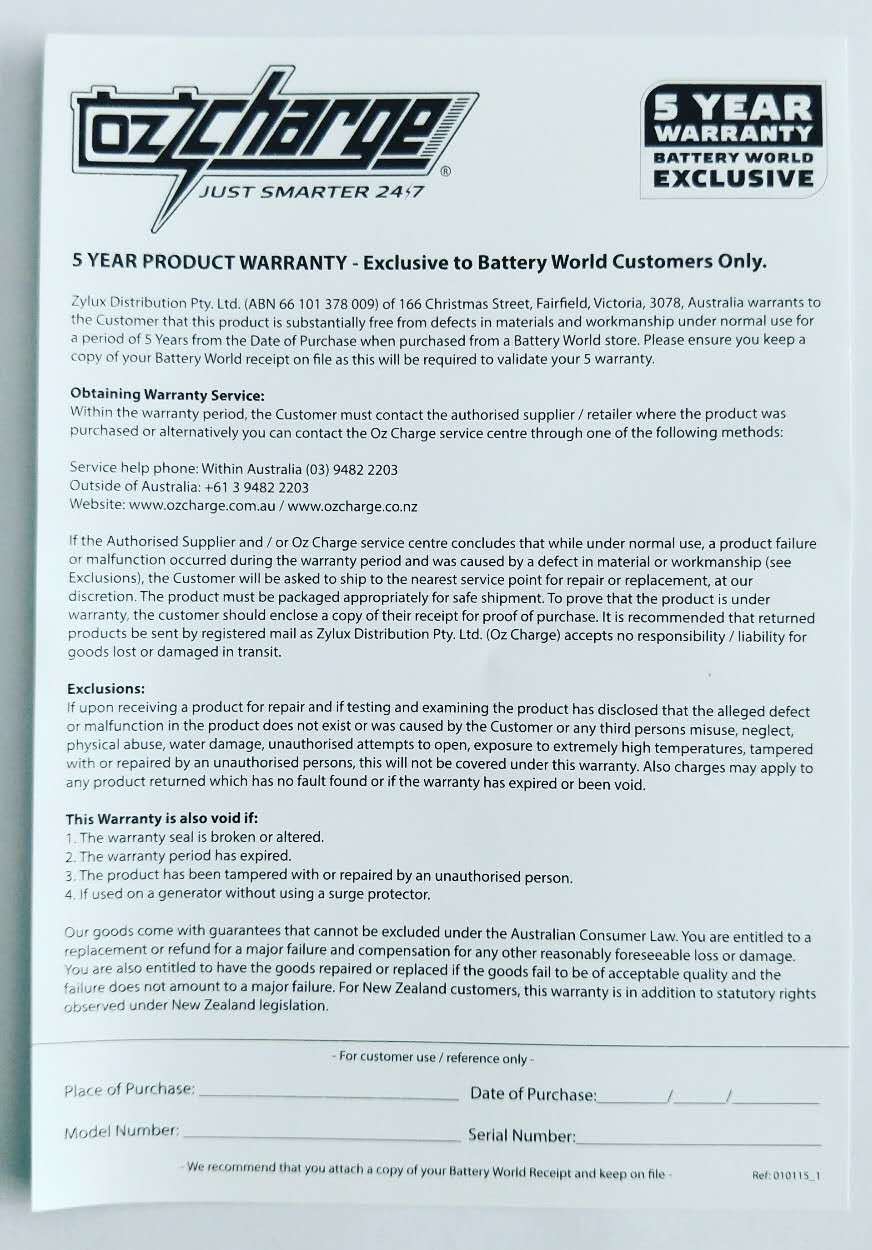 ozcharge®
JUST SMARTER 24/7
5 YEAR
WARRANTY
BATTERY WORLD
EXCLUSIVE
5 YEAR PRODUCT WARRANTY - Exclusive to Battery World Customers Only.
Zylux Distribution Pty. Ltd. (ABN 66 101 378 009) of 166 Christmas Street, Fairfield, Victoria, 3078, Australia warrants to
the Customer that this product is substantially free from defects in materials and workmanship under normal use for
a period of 5 Years from the Date of Purchase when purchased from a Battery World store. Please ensure you keep a
copy of your Battery World receipt on file as this will be required to validate your 5 warranty.
Obtaining Warranty Service:
Within the warranty period, the Customer must contact the authorised supplier / retailer where the product was
purchased or alternatively you can contact the Oz Charge service centre through one of the following methods:
Service help phone: Within Australia (03) 9482 2203
Outside of Australia: +61 3 9482 2203
Website: www.ozcharge.com.au / www.ozcharge.co.nz
If the Authorised Supplier and / or Oz Charge service centre concludes that while under normal use, a product failure
or malfunction occurred during the warranty period and was caused by a defect in material or workmanship (see
Exclusions), the Customer will be asked to ship to the nearest service point for repair or replacement, at our
discretion. The product must be packaged appropriately for safe shipment. To prove that the product is under
warranty, the customer should enclose a copy of their receipt for proof of purchase. It is recommended that returned
products be sent by registered mail as Zylux Distribution Pty. Ltd. (Oz Charge) accepts no responsibility / liability for
goods lost or damaged in transit.
Exclusions:
If upon receiving a product for repair and if testing and examining the product has disclosed that the alleged defect
or malfunction in the product does not exist or was caused by the Customer or any third persons misuse, neglect,
physical abuse, water damage, unauthorised attempts to open, exposure to extremely high temperatures, tampered
with or repaired by an unauthorised persons, this will not be covered under this warranty. Also charges may apply to
any product returned which has no fault found or if the warranty has expired or been void.
This Warranty is also void if:
1. The warranty seal is broken or altered.
2. The warranty period has expired.
3. The product has been tampered with or repaired by an unauthorised person.
4. If used on a generator without using a surge protector.
Our goods come with guarantees that cannot be excluded under the Australian Consumer Law. You are entitled to a
replacement or refund for a major failure and compensation for any other reasonably foreseeable loss or damage.
You are also entitled to have the goods repaired or replaced if the goods fail to be of acceptable quality and the
failure does not amount to a major failure. For New Zealand customers, this warranty is in addition to statutory rights
observed under New Zealand legislation.
- For customer use / reference only -
Place of Purchase: Date of Purchase: / /
Model Number: Serial Number:
- We recommend that you attach a copy of your Battery World Receipt and keep on file -
Ref: 010115_1